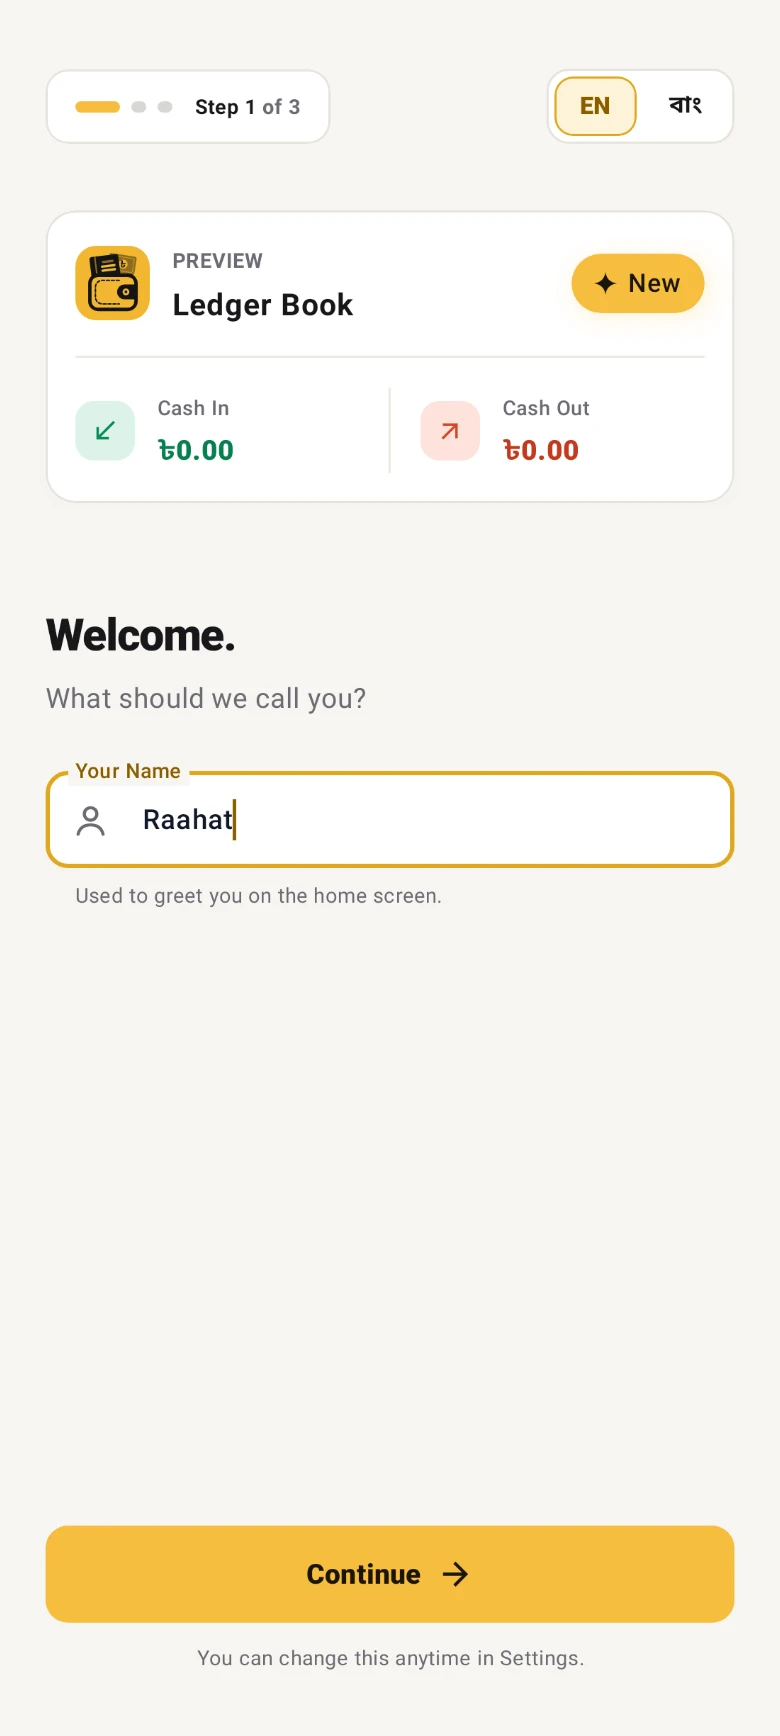 Step 1 of 3
EN
বাং
PREVIEW
Ledger Book
New
Cash In
৳0.00
Cash Out
৳0.00
Welcome.
What should we call you?
Your Name
Raahat
Used to greet you on the home screen.
Continue
You can change this anytime in Settings.